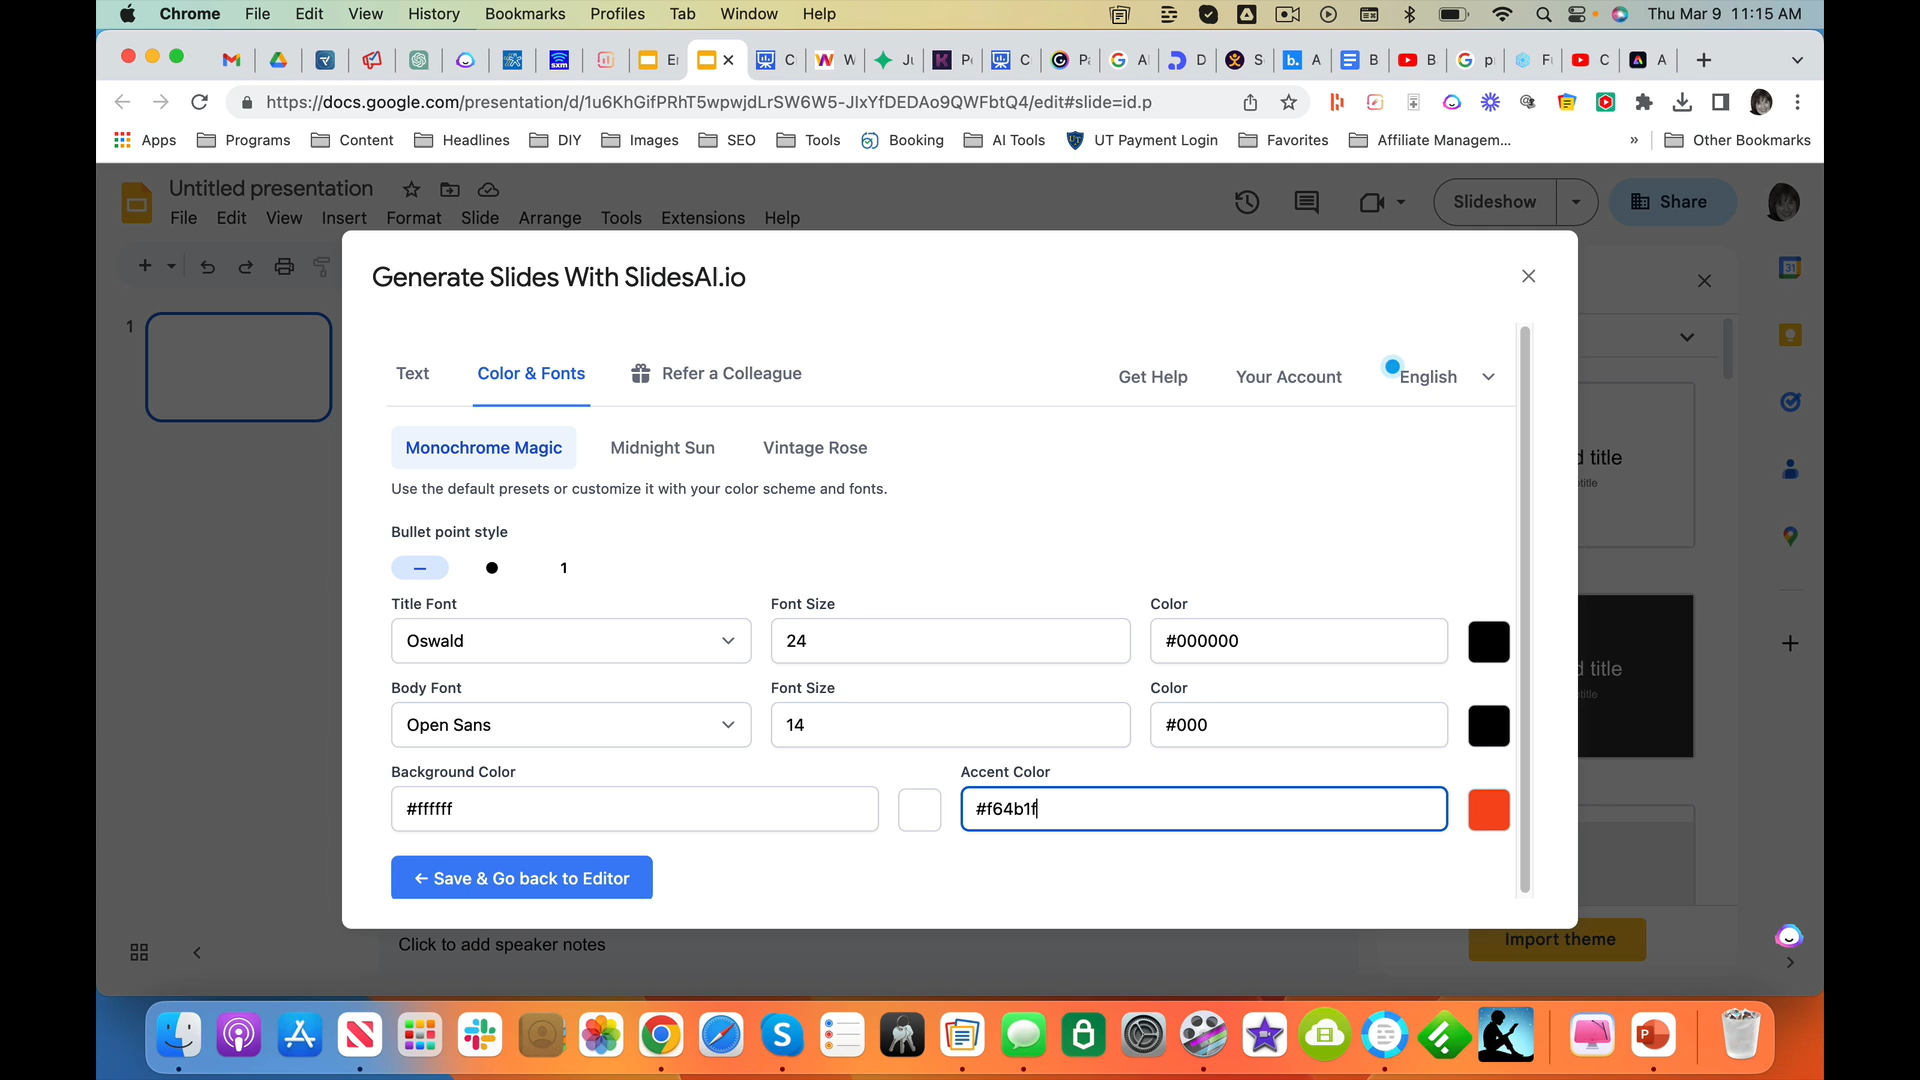 Chrome File Edit View History Bookmarks Profiles Tab Window Help Thu Mar 9 11:15 AM
https://docs.google.com/presentation/d/1u6KhGifPRhT5wpwjdLrSW6W5-JIxYfDEDAo9QWFbtQ4/edit#slide=id.p
Apps Programs Content Headlines DIY Images SEO Tools Booking AI Tools UT Payment Login Favorites Affiliate Managem... » Other Bookmarks
Untitled presentation
File Edit View Insert Format Slide Arrange Tools Extensions Help
Slideshow Share
Generate Slides With SlidesAI.io
1
Text Color & Fonts Refer a Colleague Get Help Your Account English
Monochrome Magic Midnight Sun Vintage Rose
Use the default presets or customize it with your color scheme and fonts.
Bullet point style
1
Title Font Font Size Color
Oswald 24 #000000
Body Font Font Size Color
Open Sans 14 #000
Background Color Accent Color
#ffffff #f64b1f
← Save & Go back to Editor
title
title
Import theme
Click to add speaker notes